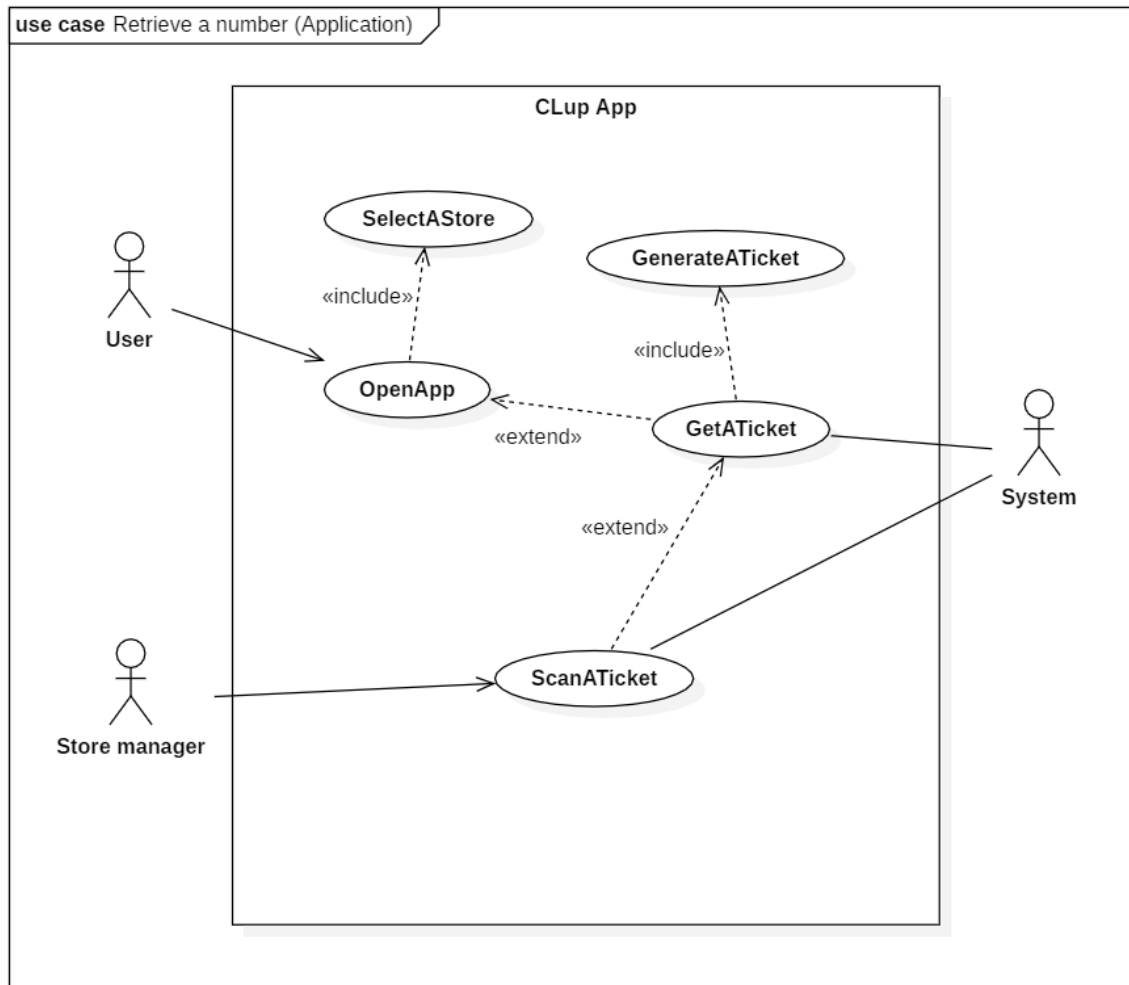 use case Retrieve a number (Application)
CLup App
SelectAStore
GenerateATicket
«include»
User
«include»
OpenApp
GetATicket
«extend»
System
«extend»
ScanATicket
Store manager